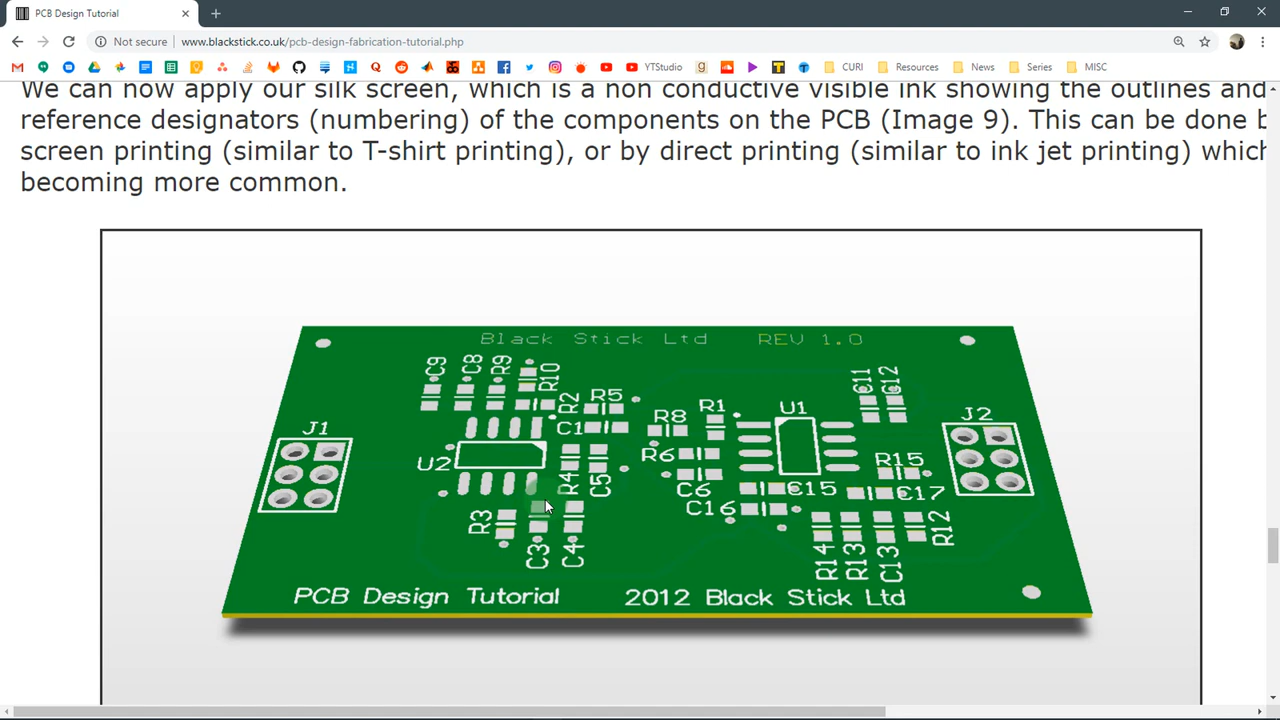 PCB Design Tutorial
Not secure
www.blackstick.co.uk/pcb-design-fabrication-tutorial.php
YTStudio
CURI
Resources
News
Series
MISC
We can now apply our silk screen, which is a non conductive visible ink showing the outlines and
reference designators (numbering) of the components on the PCB (Image 9). This can be done b
screen printing (similar to T-shirt printing), or by direct printing (similar to ink jet printing) which
becoming more common.
Black Stick Ltd REV 1.0
C9 C8 R9 R10
R2 R5
C1
R8 R1 U1
C11 C12
J1
J2
U2
R4 C5
R6
C6 C15
C16
R15
C17
R3
C3 C4
R14 R13 C13 R12
PCB Design Tutorial 2012 Black Stick Ltd